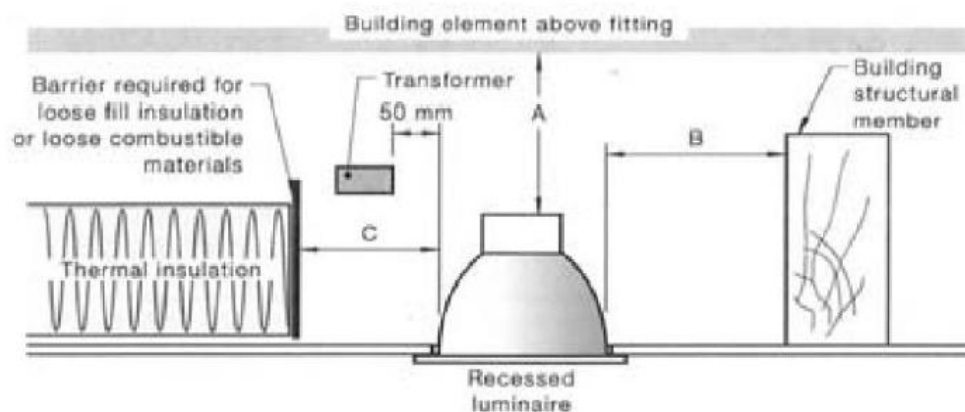 Building element above fitting
Barrier required for
loose fill insulation
or loose combustible
materials
Transformer
50 mm
A
Building
structural
member
B
C
Thermal insulation
Recessed
luminaire